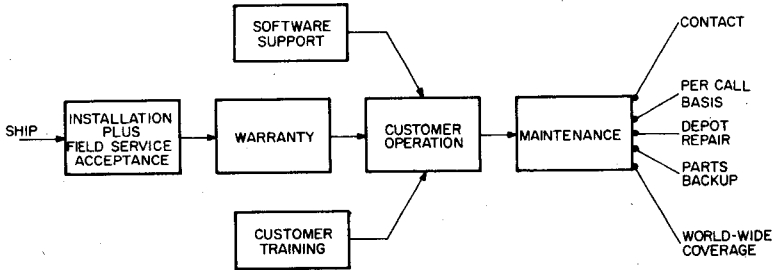 SOFTWARE
SUPPORT
SHIP
INSTALLATION
PLUS
FIELD SERVICE
ACCEPTANCE
WARRANTY
CUSTOMER
OPERATION
MAINTENANCE
CUSTOMER
TRAINING
CONTACT
PER CALL
BASIS
DEPOT
REPAIR
PARTS
BACKUP
WORLD-WIDE
COVERAGE